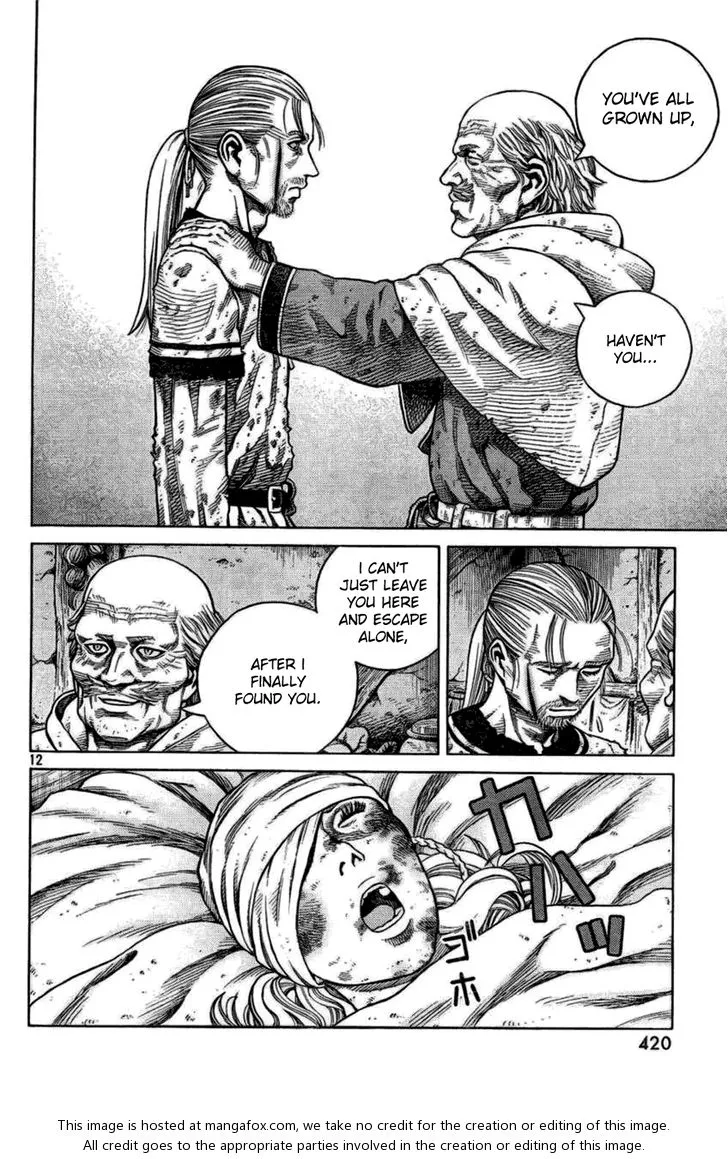 YOU'VE ALL
GROWN UP,
HAVEN'T
YOU...
I CAN'T
JUST LEAVE
YOU HERE
AND ESCAPE
ALONE,
AFTER I
FINALLY
FOUND YOU.
12
カハッ
ゴホ
420
This image is hosted at mangafox.com, we take no credit for the creation or editing of this image.
All credit goes to the appropriate parties involved in the creation or editing of this image.